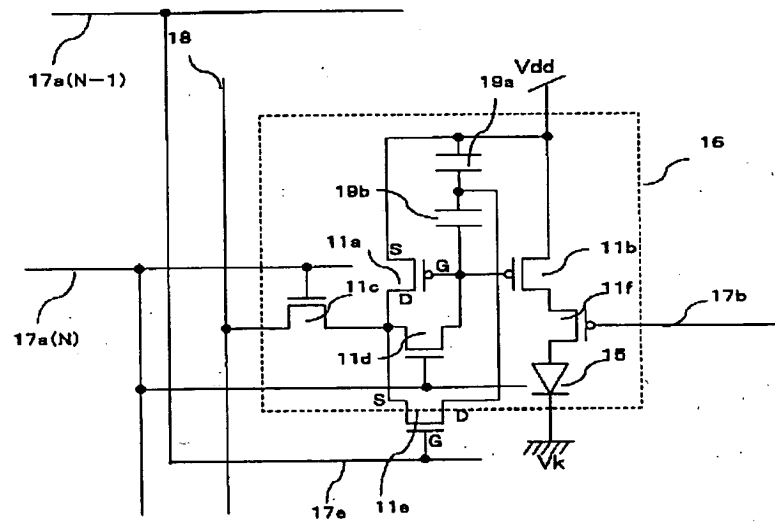 18
17a(N-1)
Vdd
19a
16
19b
11a
S
G
11b
D
11c
11f
17b
17a(N)
11d
15
S
D
G
Vk
17e
11e